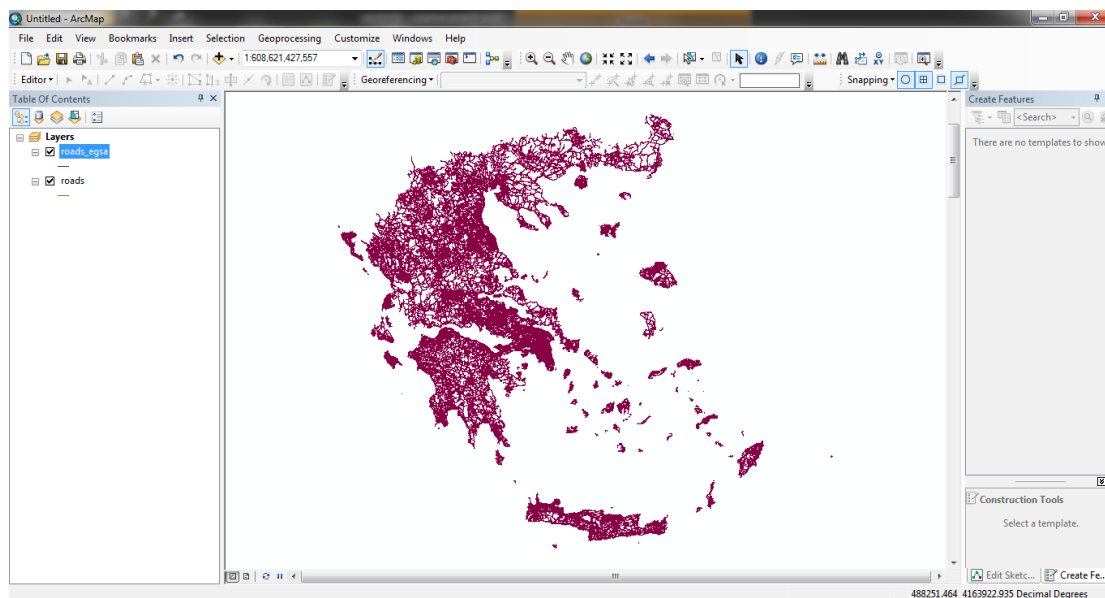 Untitled - ArcMap
File Edit View Bookmarks Insert Selection Geoprocessing Customize Windows Help
1:608,621,427,557
Editor Georeferencing Snapping
Table Of Contents
Layers
roads_egsa
roads
Create Features
<Search>
There are no templates to show
Construction Tools
Select a template.
Edit Sketc... Create Fe...
488251.464 4163922.935 Decimal Degrees